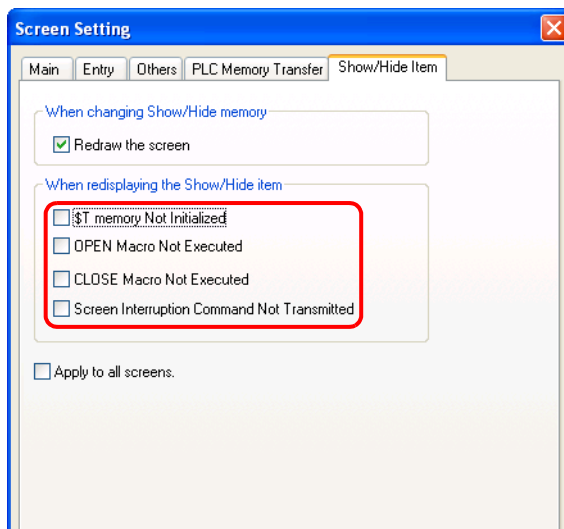 Screen Setting
Main Entry Others PLC Memory Transfer Show/Hide Item
When changing Show/Hide memory
Redraw the screen
When redisplaying the Show/Hide item
$T memory Not Initialized
OPEN Macro Not Executed
CLOSE Macro Not Executed
Screen Interruption Command Not Transmitted
Apply to all screens.